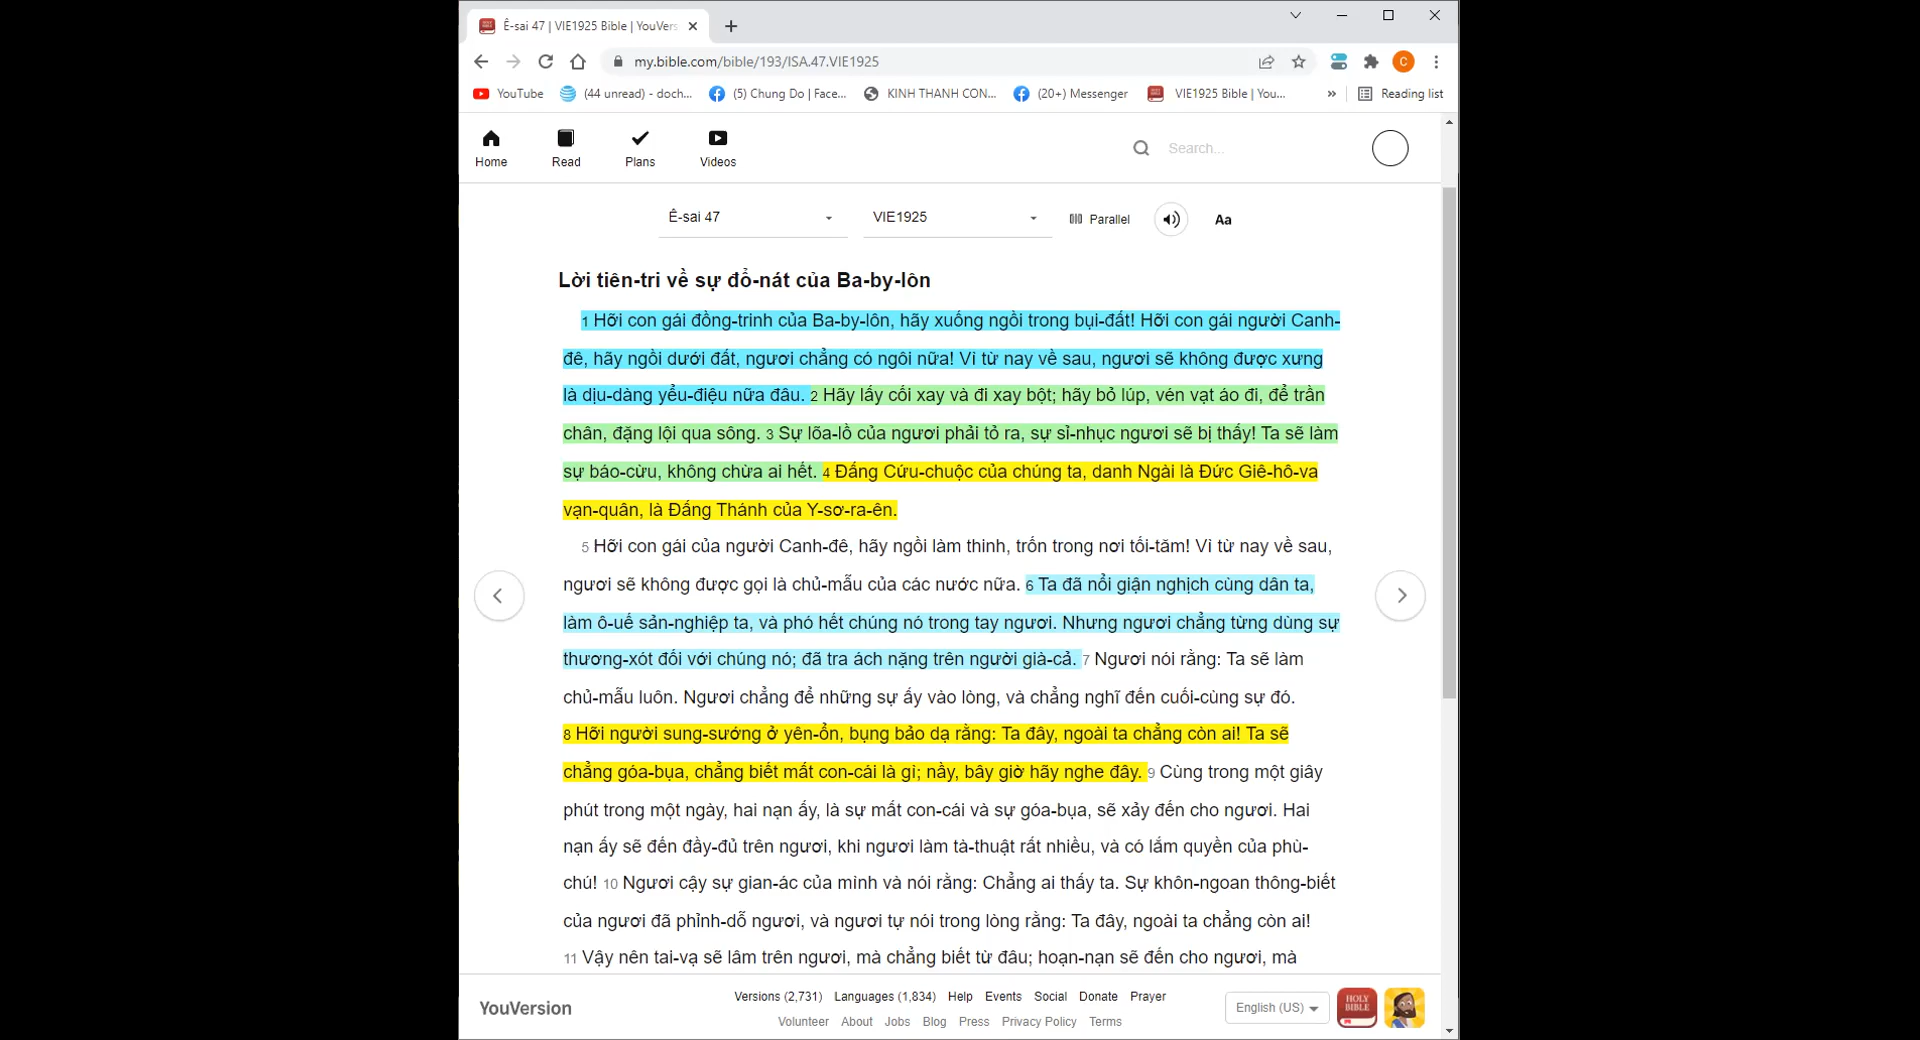 Ê-sai 47 | VIE1925 Bible | YouVers
my.bible.com/bible/193/ISA.47.VIE1925
C
YouTube
(44 unread) - doch...
(5) Chung Do | Face...
KINH THANH CON...
(20+) Messenger
VIE1925 Bible | You...
»
Reading list
Home
Read
Plans
Videos
Search...
Ê-sai 47
VIE1925
Parallel
Aa
Lời tiên-tri về sự đổ-nát của Ba-by-lôn
1 Hỡi con gái đồng-trinh của Ba-by-lôn, hãy xuống ngồi trong bụi-đất! Hỡi con gái người Canh-
đê, hãy ngồi dưới đất, ngươi chẳng có ngôi nữa! Vì từ nay về sau, ngươi sẽ không được xưng
là dịu-dàng yểu-điệu nữa đâu. 2 Hãy lấy cối xay và đi xay bột; hãy bỏ lúp, vén vạt áo đi, để trần
chân, đặng lội qua sông. 3 Sự lõa-lồ của ngươi phải tỏ ra, sự sỉ-nhục ngươi sẽ bị thấy! Ta sẽ làm
sự báo-cừu, không chừa ai hết. 4 Đấng Cứu-chuộc của chúng ta, danh Ngài là Đức Giê-hô-va
vạn-quân, là Đấng Thánh của Y-sơ-ra-ên.
5 Hỡi con gái của người Canh-đê, hãy ngồi làm thinh, trốn trong nơi tối-tăm! Vì từ nay về sau,
ngươi sẽ không được gọi là chủ-mẫu của các nước nữa. 6 Ta đã nổi giận nghịch cùng dân ta,
làm ô-uế sản-nghiệp ta, và phó hết chúng nó trong tay ngươi. Nhưng ngươi chẳng từng dùng sự
thương-xót đối với chúng nó; đã tra ách nặng trên người già-cả. 7 Ngươi nói rằng: Ta sẽ làm
chủ-mẫu luôn. Ngươi chẳng để những sự ấy vào lòng, và chẳng nghĩ đến cuối-cùng sự đó.
8 Hỡi người sung-sướng ở yên-ổn, bụng bảo dạ rằng: Ta đây, ngoài ta chẳng còn ai! Ta sẽ
chẳng góa-bụa, chẳng biết mất con-cái là gì; nầy, bây giờ hãy nghe đây. 9 Cùng trong một giây
phút trong một ngày, hai nạn ấy, là sự mất con-cái và sự góa-bụa, sẽ xảy đến cho ngươi. Hai
nạn ấy sẽ đến đầy-đủ trên ngươi, khi ngươi làm tà-thuật rất nhiều, và có lắm quyền của phù-
chú! 10 Ngươi cậy sự gian-ác của mình và nói rằng: Chẳng ai thấy ta. Sự khôn-ngoan thông-biết
của ngươi đã phỉnh-dỗ ngươi, và ngươi tự nói trong lòng rằng: Ta đây, ngoài ta chẳng còn ai!
11 Vậy nên tai-vạ sẽ lâm trên ngươi, mà chẳng biết từ đâu; hoạn-nạn sẽ đến cho ngươi, mà
YouVersion
Versions (2,731) Languages (1,834) Help Events Social Donate Prayer
Volunteer About Jobs Blog Press Privacy Policy Terms
English (US)
HOLY BIBLE